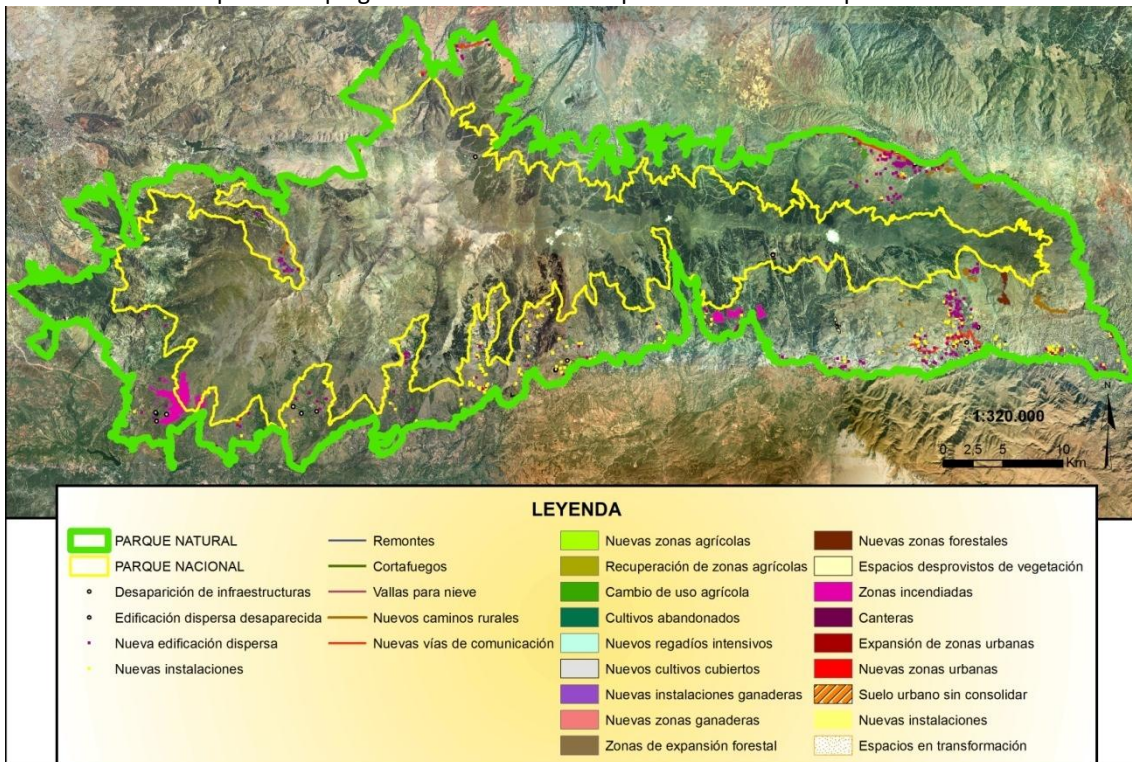 N
1:320.000
0 2,5 5 10
Km
LEYENDA
PARQUE NATURAL
PARQUE NACIONAL
Desaparición de infraestructuras
Edificación dispersa desaparecida
Nueva edificación dispersa
Nuevas instalaciones
Remontes
Cortafuegos
Vallas para nieve
Nuevos caminos rurales
Nuevas vías de comunicación
Nuevas zonas agrícolas
Recuperación de zonas agrícolas
Cambio de uso agrícola
Cultivos abandonados
Nuevos regadíos intensivos
Nuevos cultivos cubiertos
Nuevas instalaciones ganaderas
Nuevas zonas ganaderas
Zonas de expansión forestal
Nuevas zonas forestales
Espacios desprovistos de vegetación
Zonas incendiadas
Canteras
Expansión de zonas urbanas
Nuevas zonas urbanas
Suelo urbano sin consolidar
Nuevas instalaciones
Espacios en transformación